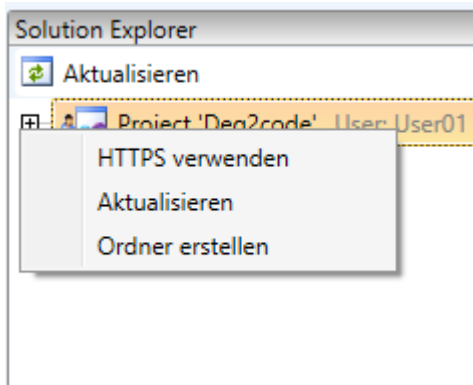 Solution Explorer
Aktualisieren
Project 'Deg2code' User: User01
HTTPS verwenden
Aktualisieren
Ordner erstellen